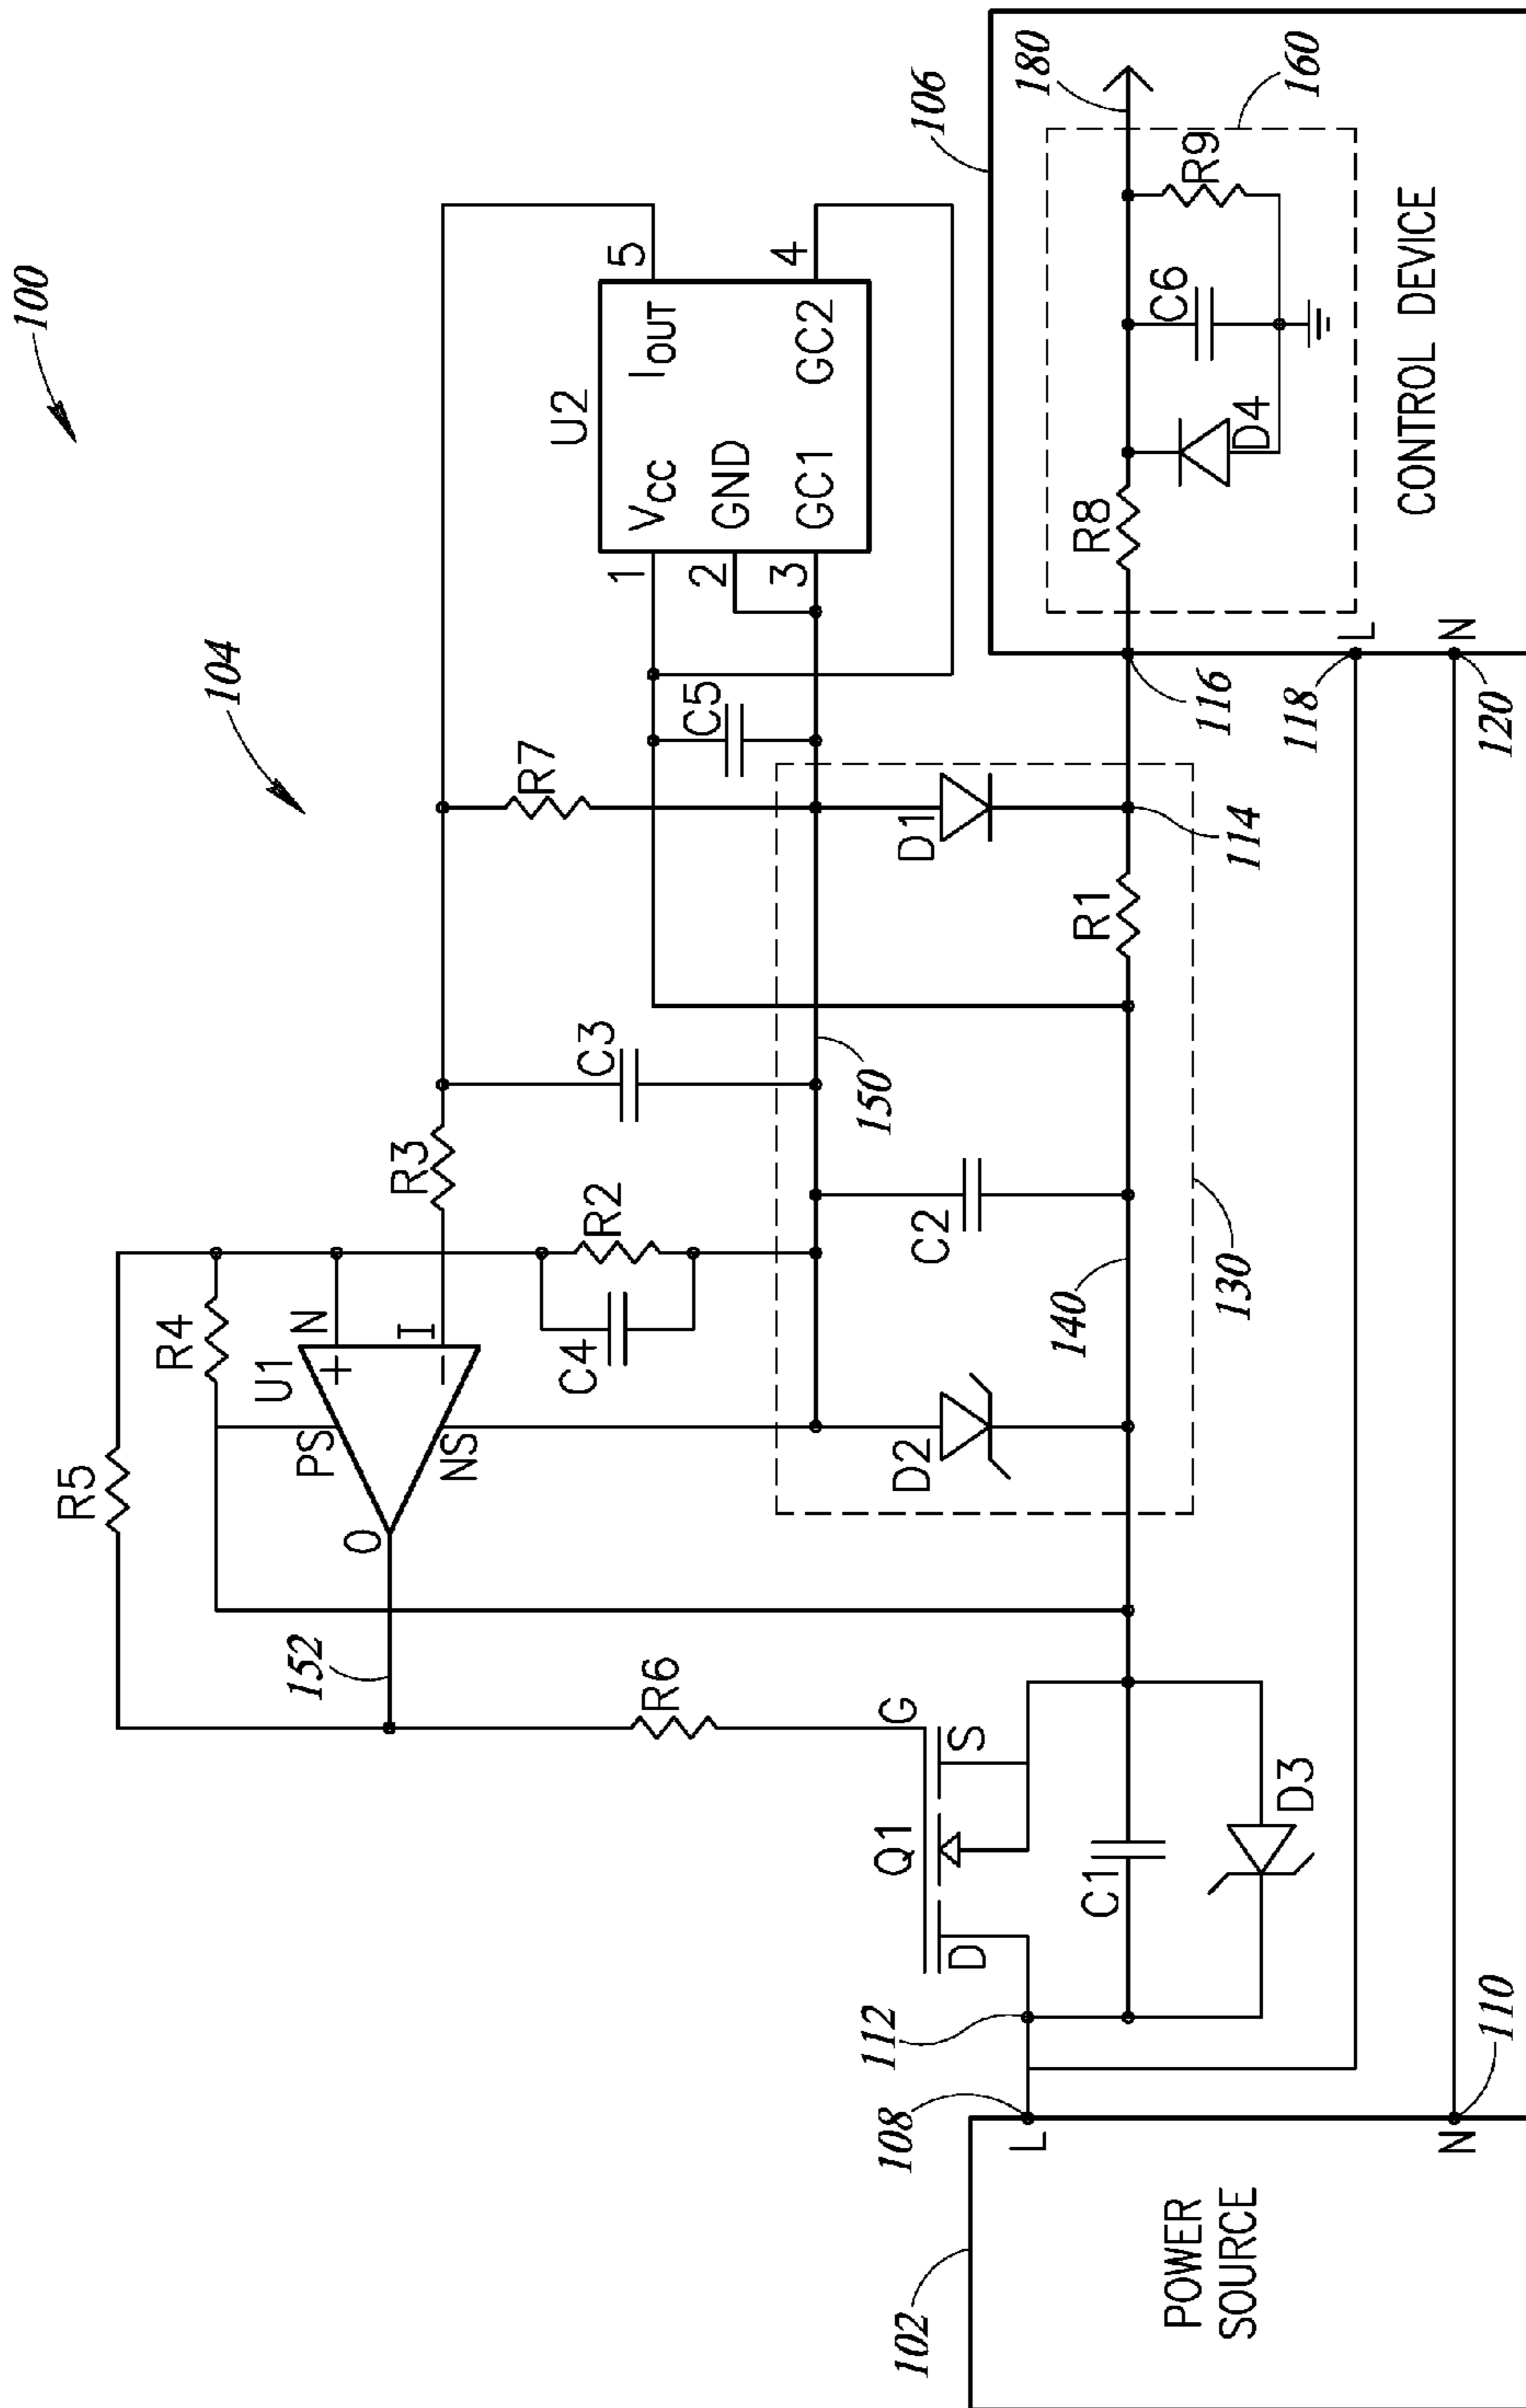 100
104
R5
R4
U1
+
N
PS
−
I
NS
O
152
R3
R2
C4
C3
R7
C5
U2
VCC
IOUT
GND
GC1
GC2
1
2
3
4
5
R6
G
S
D
Q1
C1
D3
D2
C2
D1
R1
150
140
130
114
116
112
108
L
N
110
102
POWER
SOURCE
106
180
160
R8
D4
C6
R9
118
L
N
120
CONTROL DEVICE